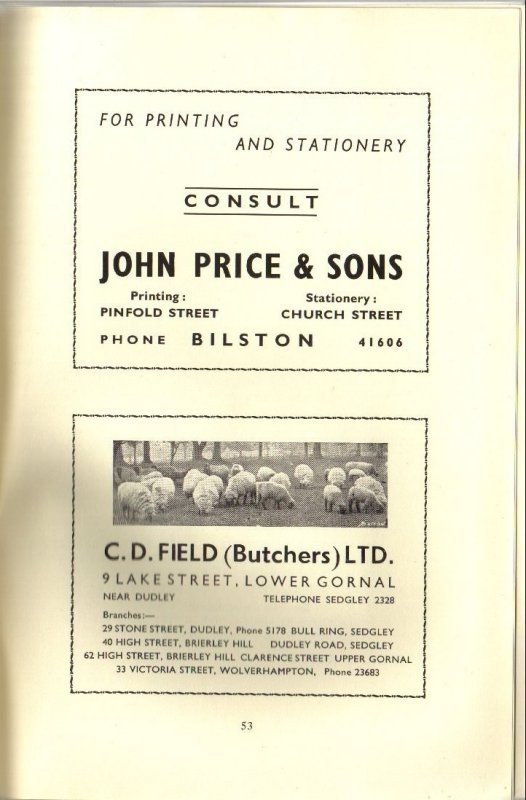 FOR PRINTING
AND STATIONERY
CONSULT
JOHN PRICE & SONS
Printing: Stationery:
PINFOLD STREET CHURCH STREET
PHONE BILSTON 41606
C. D. FIELD (Butchers) LTD.
9 LAKE STREET, LOWER GORNAL
NEAR DUDLEY TELEPHONE SEDGLEY 2328
Branches:—
29 STONE STREET, DUDLEY, Phone 5178 BULL RING, SEDGLEY
40 HIGH STREET, BRIERLEY HILL DUDLEY ROAD, SEDGLEY
62 HIGH STREET, BRIERLEY HILL CLARENCE STREET UPPER GORNAL
33 VICTORIA STREET, WOLVERHAMPTON, Phone 23683
53